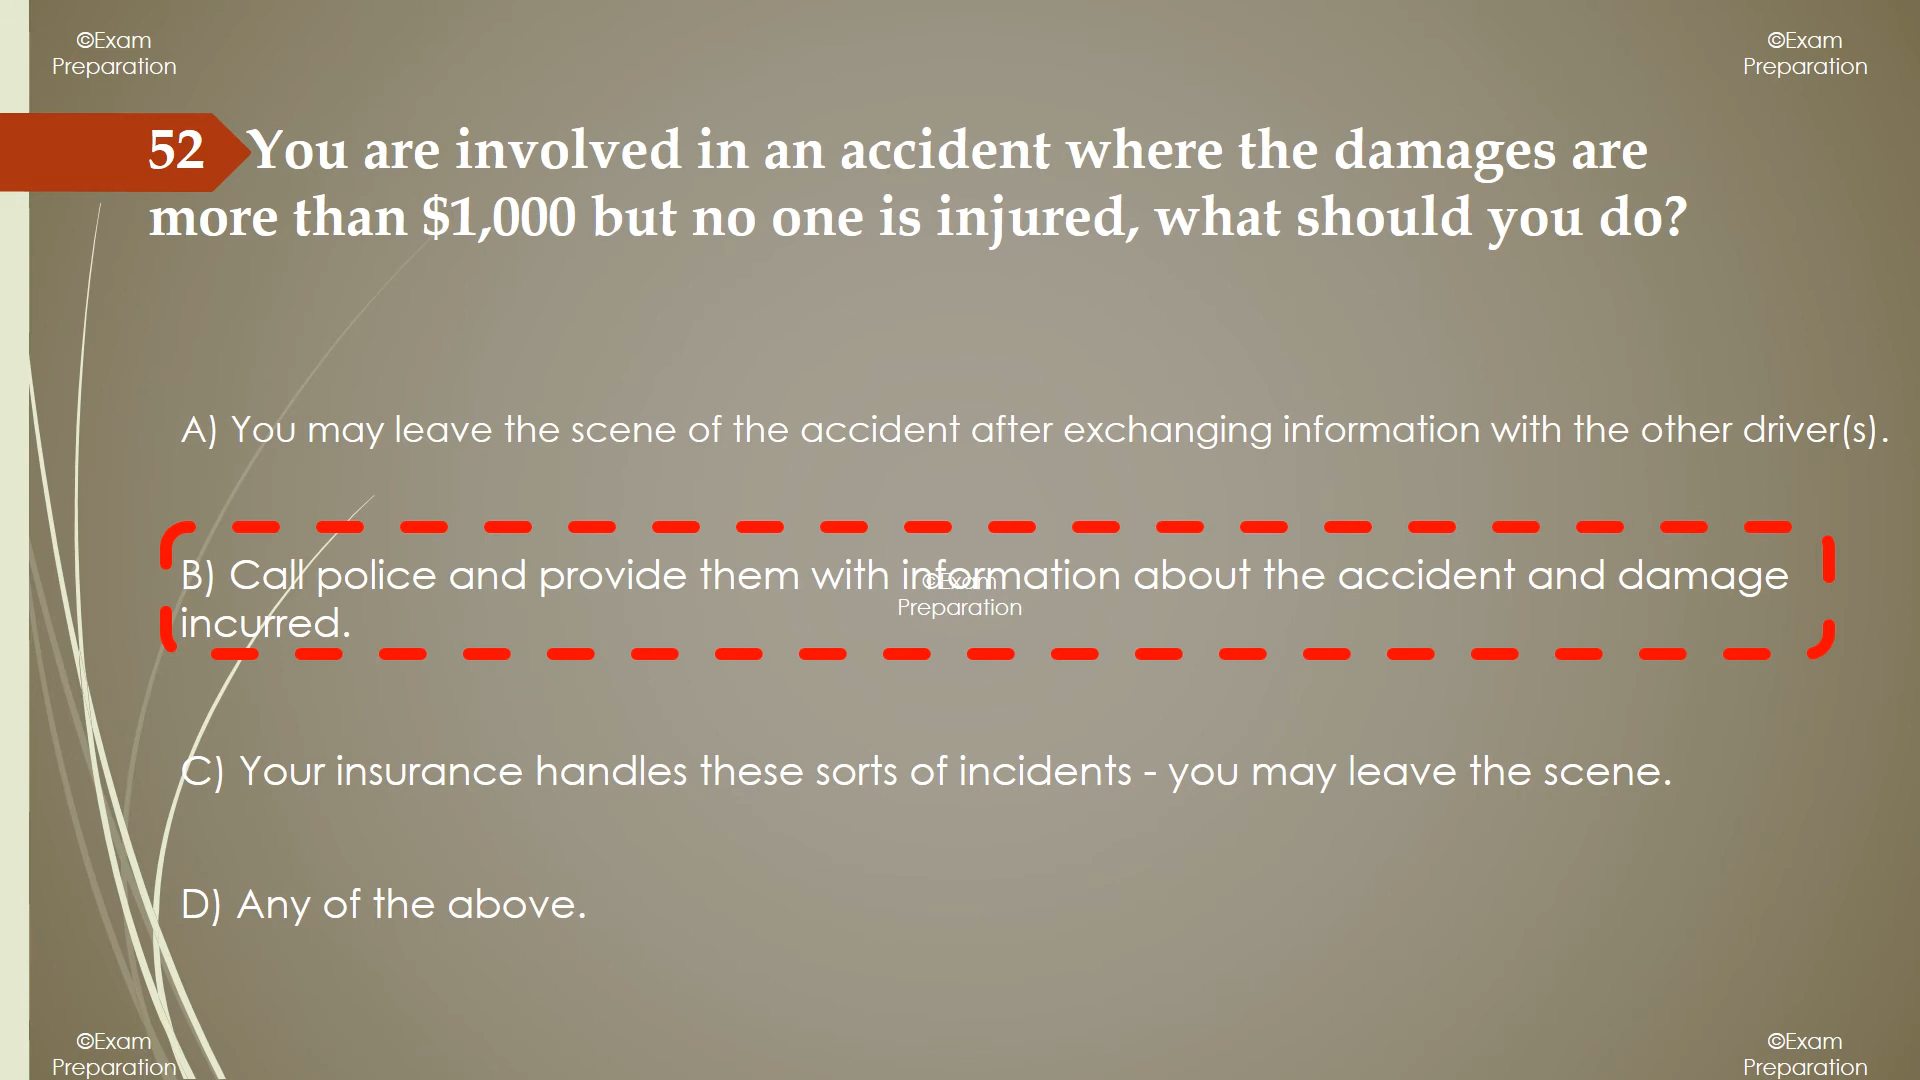 ©Exam
Preparation
©Exam
Preparation
52 You are involved in an accident where the damages are
more than $1,000 but no one is injured, what should you do?
A) You may leave the scene of the accident after exchanging information with the other driver(s).
B) Call police and provide them with information about the accident and damage
incurred.
©Exam
Preparation
C) Your insurance handles these sorts of incidents - you may leave the scene.
D) Any of the above.
©Exam
Preparation
©Exam
Preparation